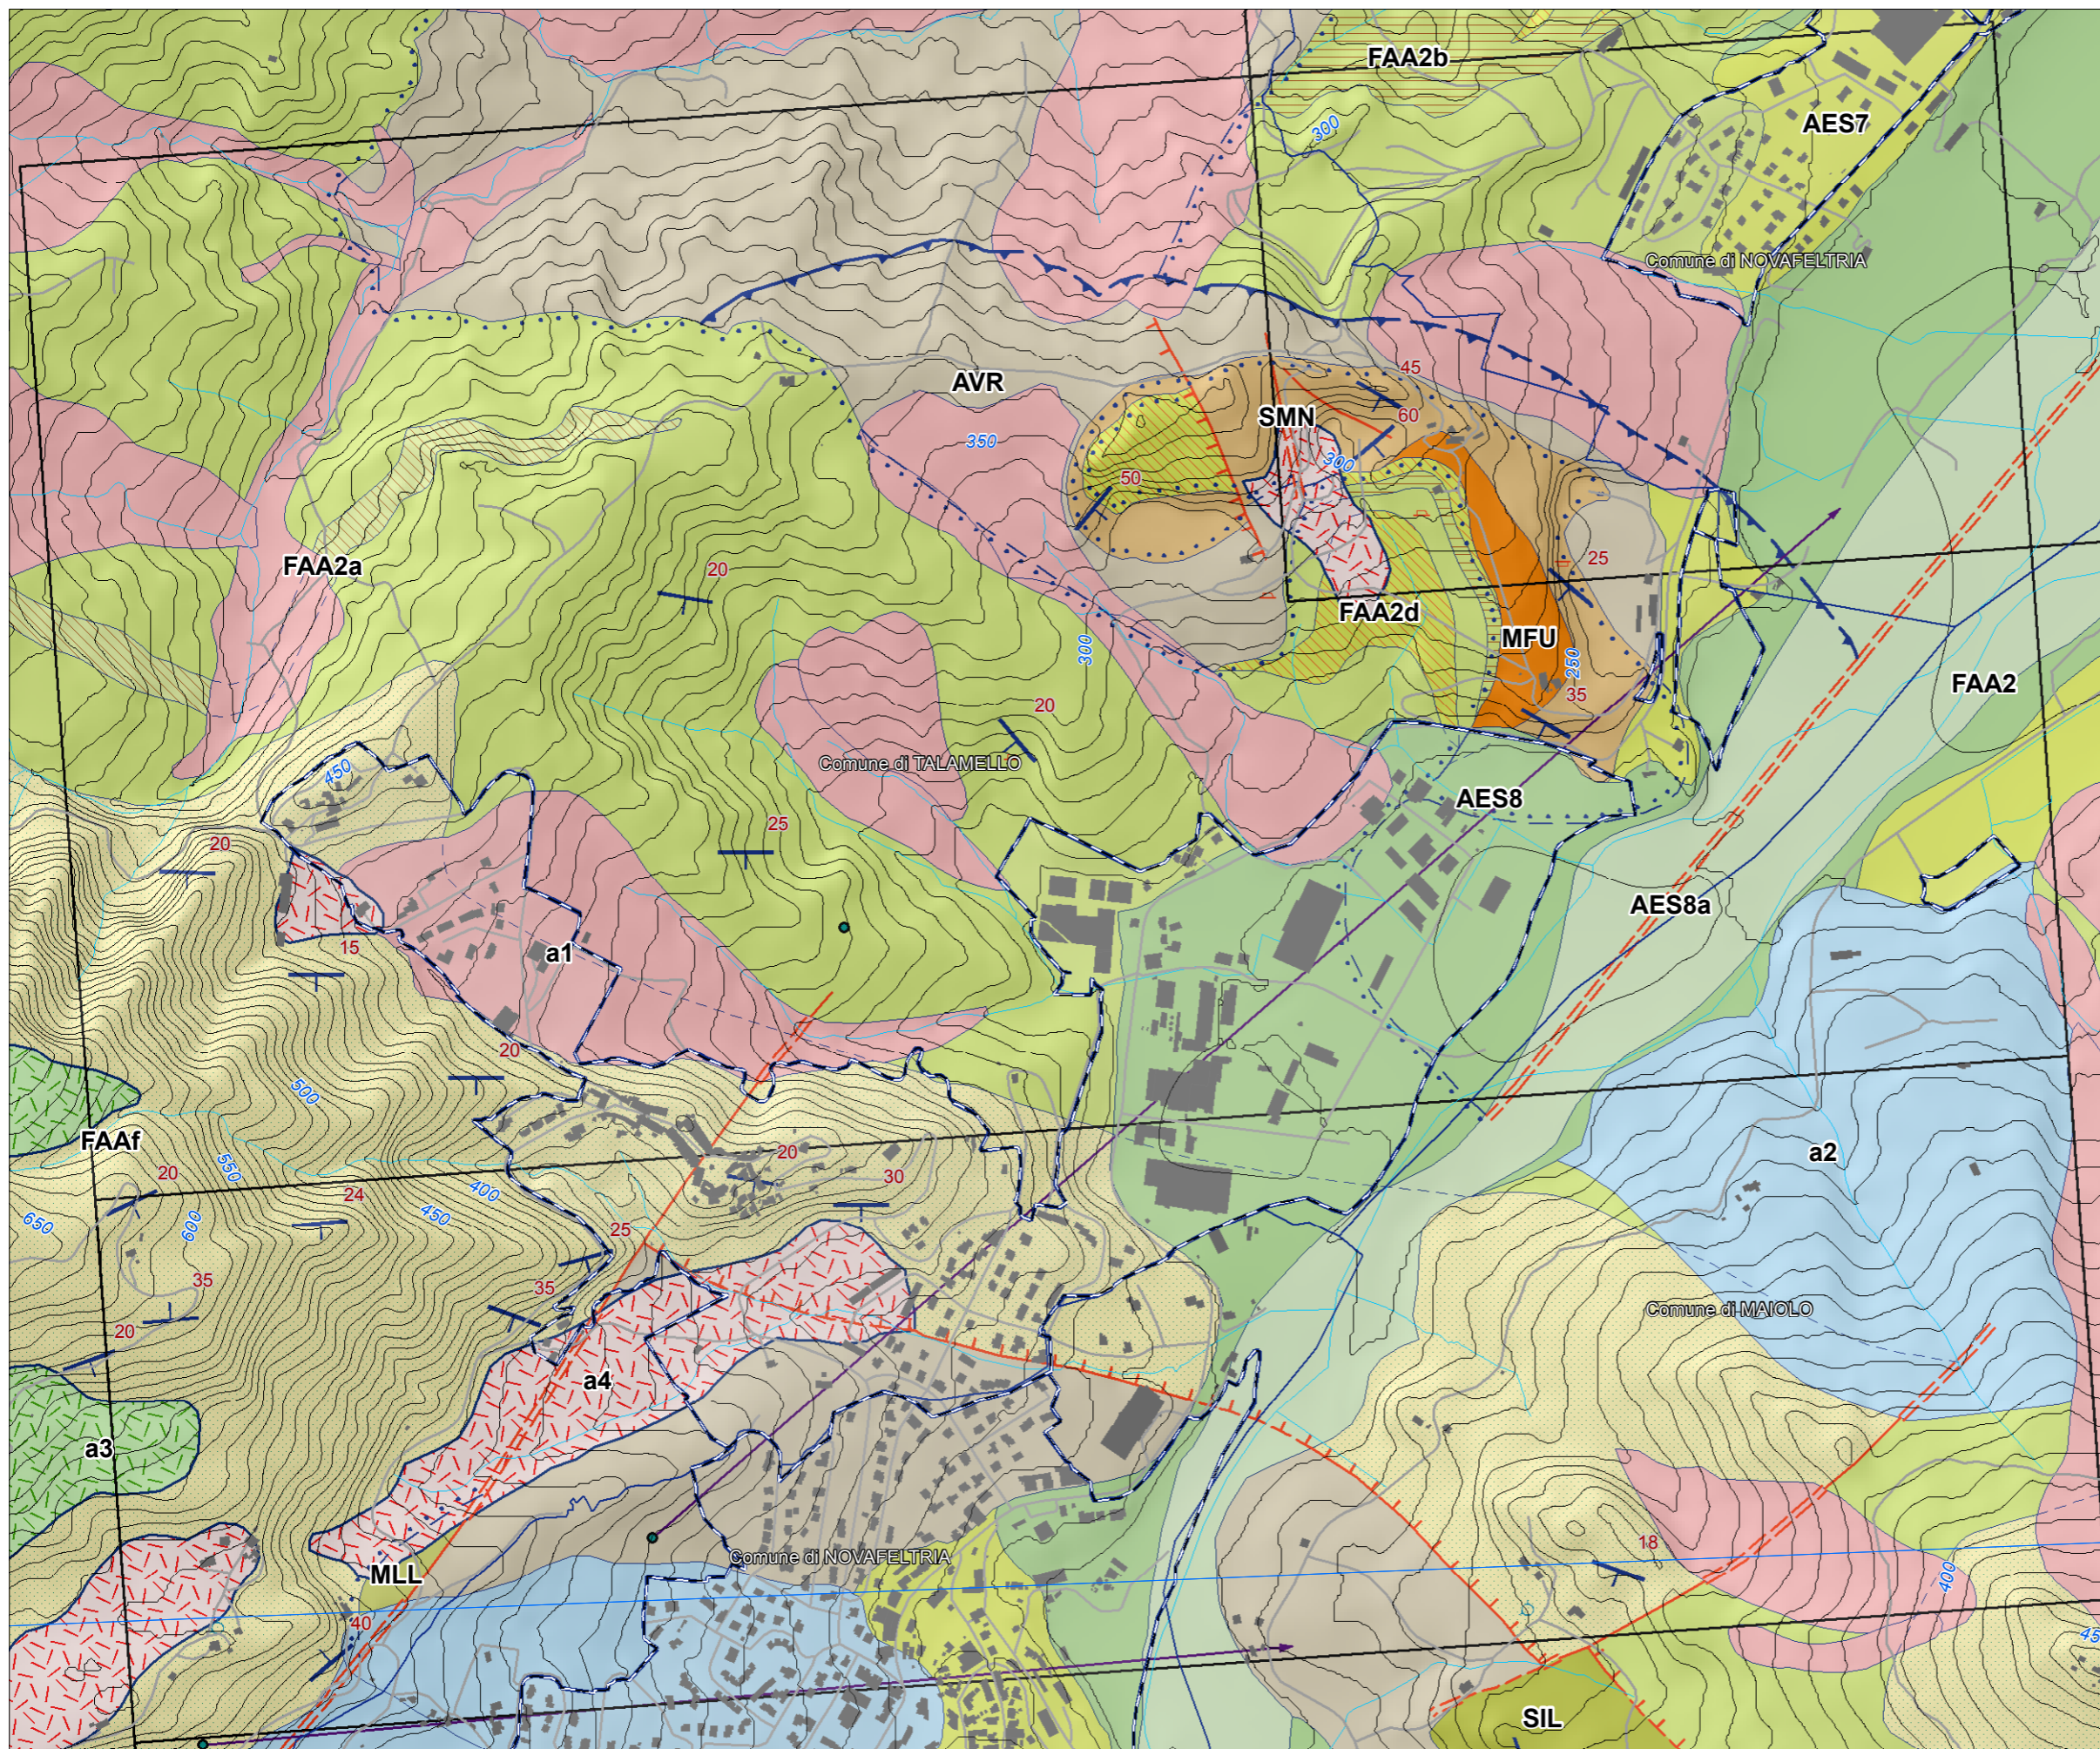 FAA2b
AES7
300
Comune di NOVAFELTRIA
45
AVR
60
SMN
350
300
50
FAA2a
25
20
FAA2d
MFU
300
250
FAA2
35
20
Comune di TALAMELLO
450
AES8
25
20
AES8a
15
a1
20
500
FAAf
20
a2
550
20
24
30
400
450
650
600
25
35
35
Comune di MAIOLO
20
a4
a3
18
Comune di NOVAFELTRIA
MLL
400
40
45
SIL